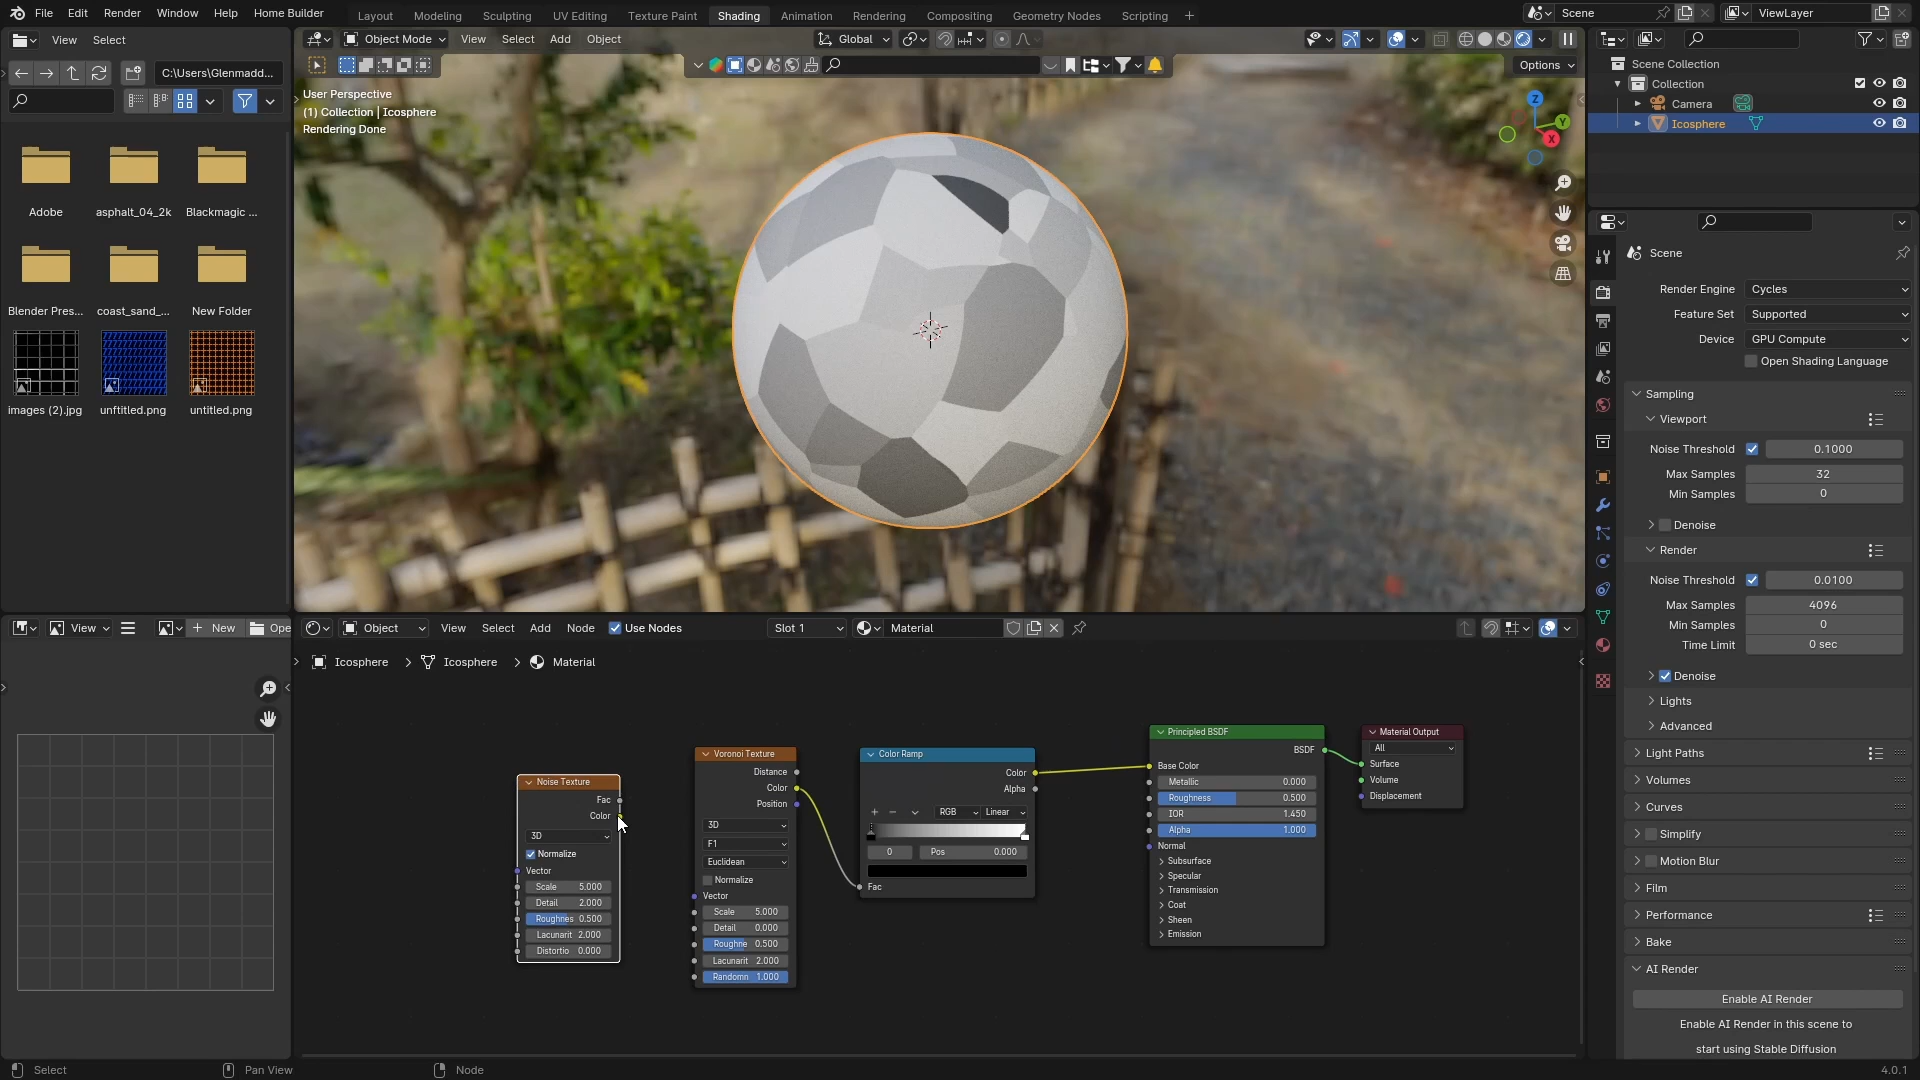 File Edit Render Window Help Home Builder
Layout Modeling Sculpting UV Editing Texture Paint Shading Animation Rendering Compositing Geometry Nodes Scripting +
Scene
ViewLayer
View Select
C:\Users\Glenmadd...
Adobe
asphalt_04_2k
Blackmagic ...
Blender Pres...
coast_sand_...
New Folder
images (2).jpg
unftitled.png
untitled.png
Object Mode View Select Add Object
Global
Options
User Perspective
(1) Collection | Icosphere
Rendering Done
Z
Y
X
Scene Collection
Collection
Camera
Icosphere
Scene
Render Engine Cycles
Feature Set Supported
Device GPU Compute
Open Shading Language
Sampling
Viewport
Noise Threshold 0.1000
Max Samples 32
Min Samples 0
Denoise
Render
Noise Threshold 0.0100
Max Samples 4096
Min Samples 0
Time Limit 0 sec
Denoise
Lights
Advanced
Light Paths
Volumes
Curves
Simplify
Motion Blur
Film
Performance
Bake
AI Render
Enable AI Render
Enable AI Render in this scene to
start using Stable Diffusion
View
New
Ope
Object View Select Add Node Use Nodes
Slot 1
Material
Icosphere > Icosphere > Material
Noise Texture
Fac
Color
3D
Normalize
Vector
Scale 5.000
Detail 2.000
Roughnes 0.500
Lacunarit 2.000
Distortio 0.000
Voronoi Texture
Distance
Color
Position
3D
F1
Euclidean
Normalize
Vector
Scale 5.000
Detail 0.000
Roughne 0.500
Lacunarit 2.000
Randomn 1.000
Color Ramp
Color
Alpha
+ − RGB Linear
0 Pos 0.000
Fac
Principled BSDF
BSDF
Base Color
Metallic 0.000
Roughness 0.500
IOR 1.450
Alpha 1.000
Normal
Subsurface
Specular
Transmission
Coat
Sheen
Emission
Material Output
All
Surface
Volume
Displacement
Select
Pan View
Node
4.0.1